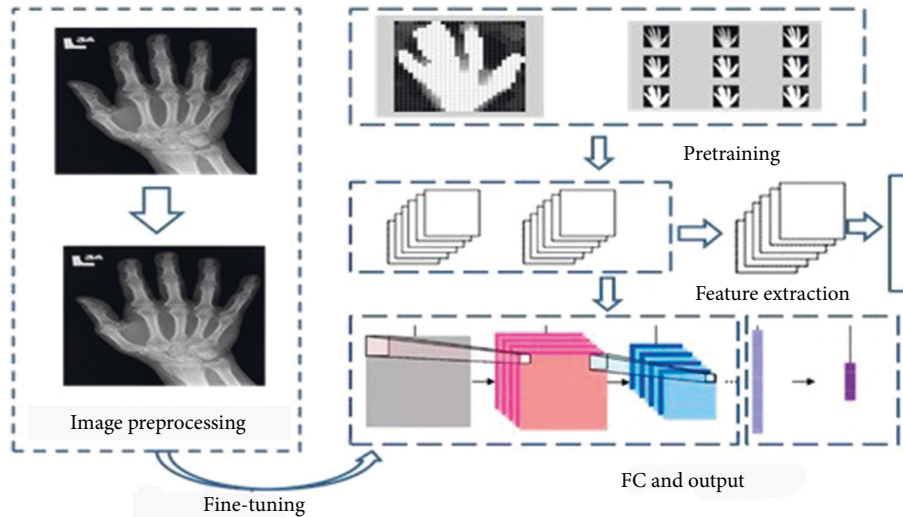 Pretraining
Feature extraction
Image preprocessing
FC and output
Fine-tuning